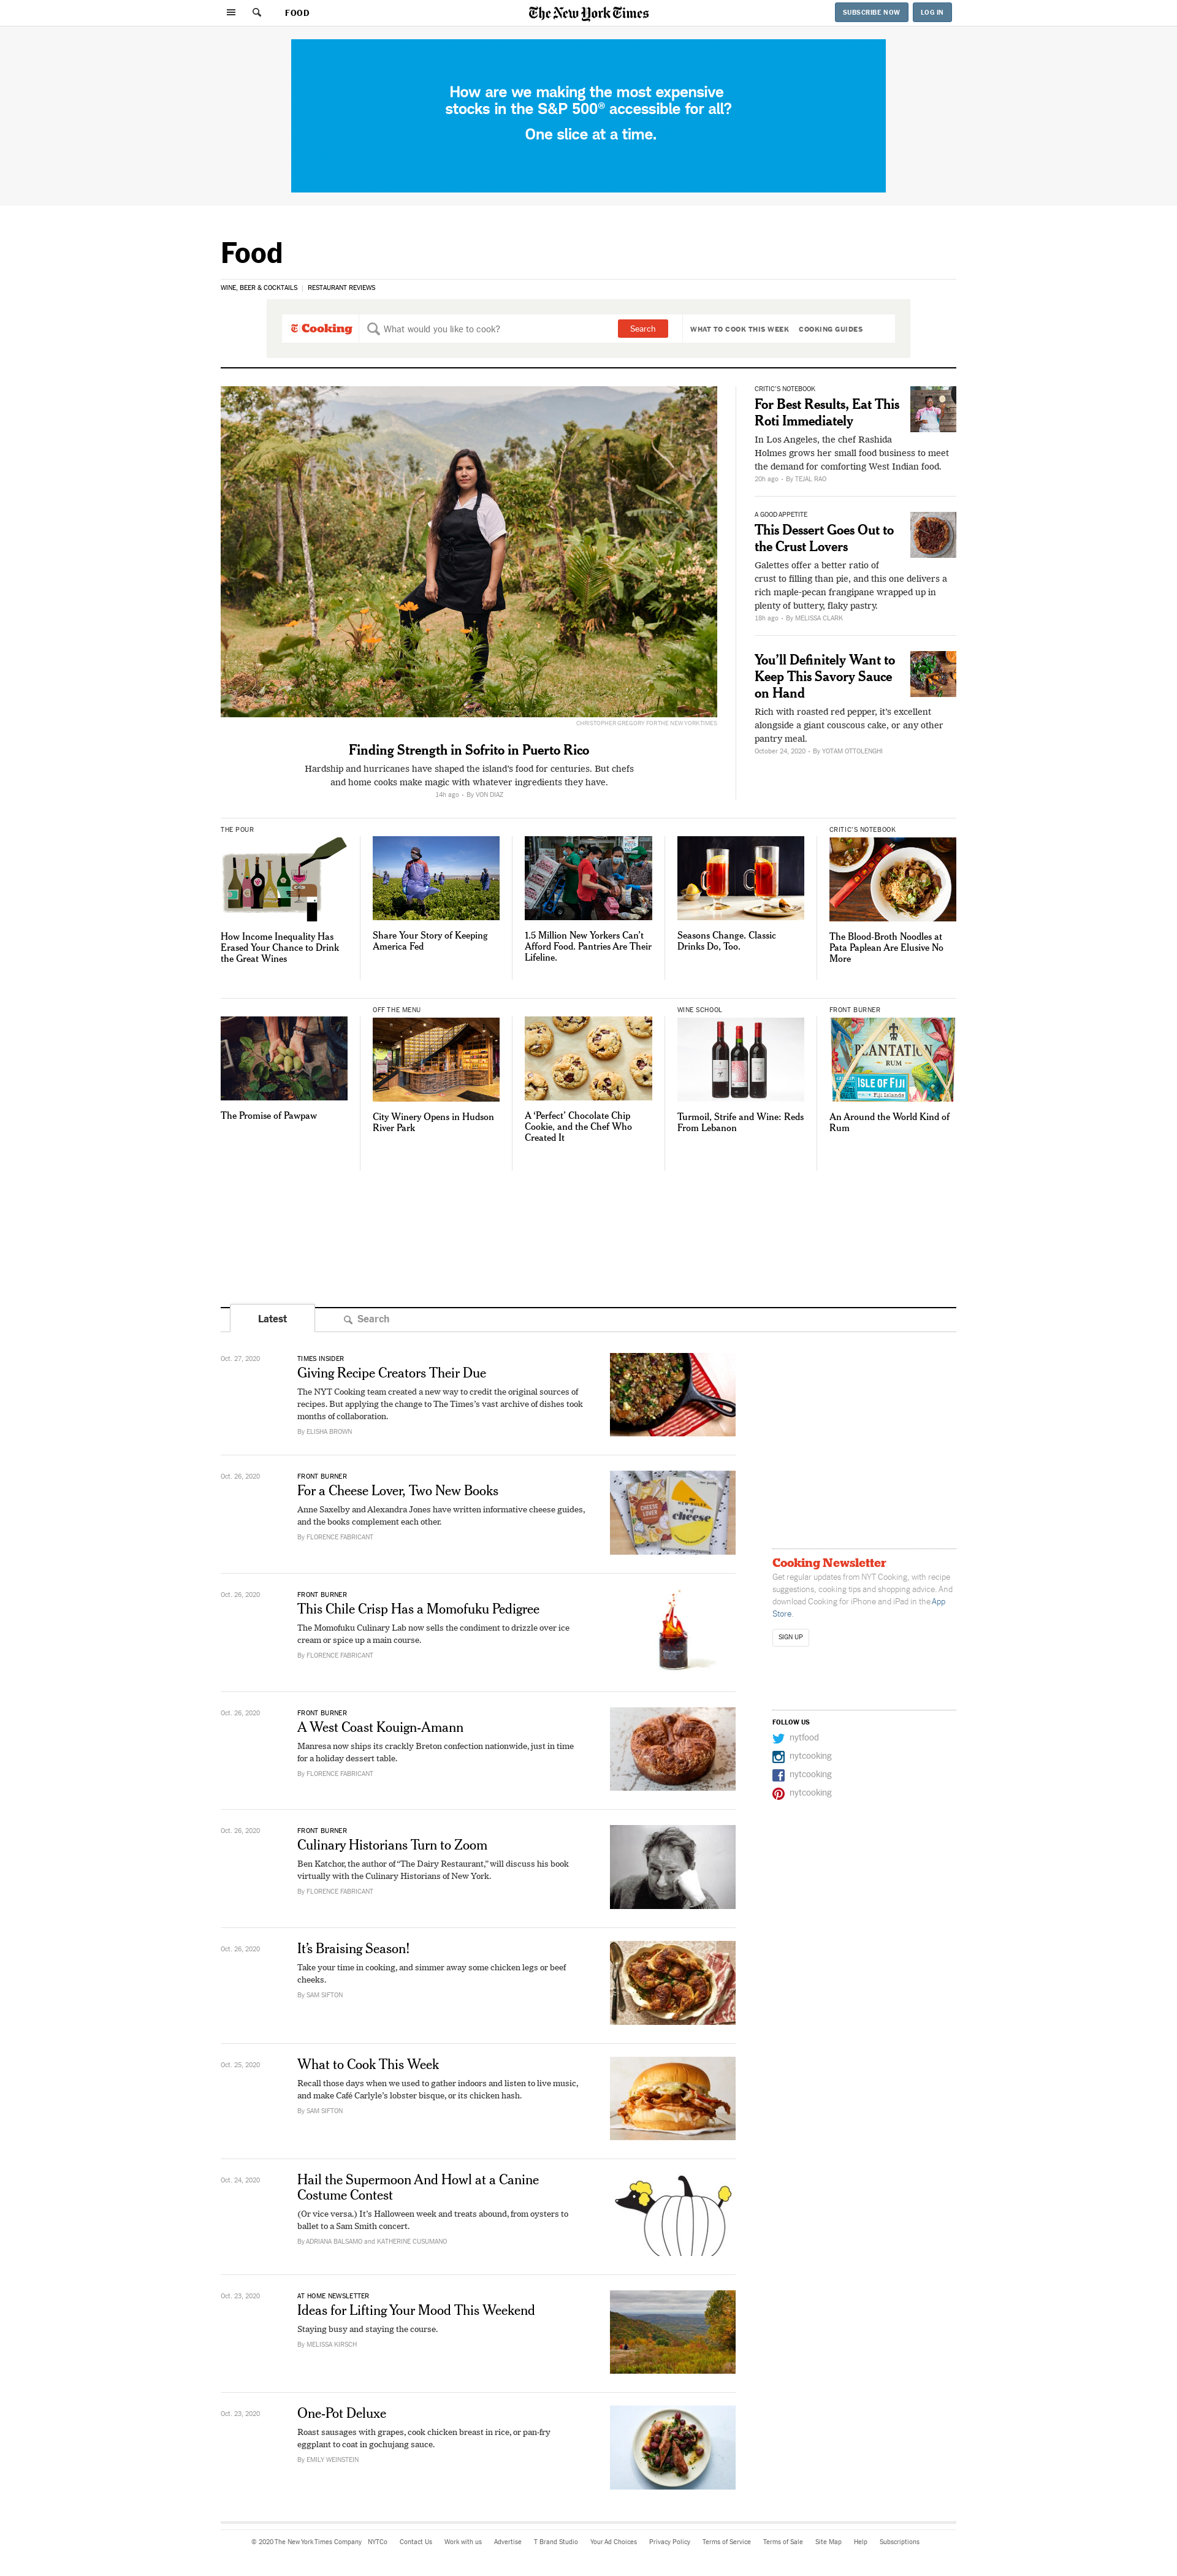 FOOD
The New York Times
SUBSCRIBE NOW
LOG IN
How are we making the most expensive
stocks in the S&P 500® accessible for all?
One slice at a time.
Food
WINE, BEER & COCKTAILS
RESTAURANT REVIEWS
Cooking
What would you like to cook?
Search
WHAT TO COOK THIS WEEK
COOKING GUIDES
CHRISTOPHER GREGORY FOR THE NEW YORK TIMES
Finding Strength in Sofrito in Puerto Rico
Hardship and hurricanes have shaped the island's food for centuries. But chefs
and home cooks make magic with whatever ingredients they have.
14h ago - By VON DIAZ
CRITIC'S NOTEBOOK
For Best Results, Eat This
Roti Immediately
In Los Angeles, the chef Rashida
Holmes grows her small food business to meet
the demand for comforting West Indian food.
20h ago - By TEJAL RAO
A GOOD APPETITE
This Dessert Goes Out to
the Crust Lovers
Galettes offer a better ratio of
crust to filling than pie, and this one delivers a
rich maple-pecan frangipane wrapped up in
plenty of buttery, flaky pastry.
18h ago - By MELISSA CLARK
You'll Definitely Want to
Keep This Savory Sauce
on Hand
Rich with roasted red pepper, it's excellent
alongside a giant couscous cake, or any other
pantry meal.
October 24, 2020 - By YOTAM OTTOLENGHI
THE POUR
How Income Inequality Has
Erased Your Chance to Drink
the Great Wines
Share Your Story of Keeping
America Fed
1.5 Million New Yorkers Can't
Afford Food. Pantries Are Their
Lifeline.
Seasons Change. Classic
Drinks Do, Too.
CRITIC'S NOTEBOOK
The Blood-Broth Noodles at
Pata Paplean Are Elusive No
More
The Promise of Pawpaw
OFF THE MENU
City Winery Opens in Hudson
River Park
A 'Perfect' Chocolate Chip
Cookie, and the Chef Who
Created It
WINE SCHOOL
Turmoil, Strife and Wine: Reds
From Lebanon
FRONT BURNER
PLANTATION
RUM
ISLE OF FIJI
Fiji Islands
An Around the World Kind of
Rum
Latest
Search
Oct. 27, 2020
TIMES INSIDER
Giving Recipe Creators Their Due
The NYT Cooking team created a new way to credit the original sources of
recipes. But applying the change to The Times's vast archive of dishes took
months of collaboration.
By ELISHA BROWN
Oct. 26, 2020
FRONT BURNER
For a Cheese Lover, Two New Books
Anne Saxelby and Alexandra Jones have written informative cheese guides,
and the books complement each other.
By FLORENCE FABRICANT
CHEESE
LOVER
of
cheese
Oct. 26, 2020
FRONT BURNER
This Chile Crisp Has a Momofuku Pedigree
The Momofuku Culinary Lab now sells the condiment to drizzle over ice
cream or spice up a main course.
By FLORENCE FABRICANT
Oct. 26, 2020
FRONT BURNER
A West Coast Kouign-Amann
Manresa now ships its crackly Breton confection nationwide, just in time
for a holiday dessert table.
By FLORENCE FABRICANT
Oct. 26, 2020
FRONT BURNER
Culinary Historians Turn to Zoom
Ben Katchor, the author of "The Dairy Restaurant," will discuss his book
virtually with the Culinary Historians of New York.
By FLORENCE FABRICANT
Oct. 26, 2020
It's Braising Season!
Take your time in cooking, and simmer away some chicken legs or beef
cheeks.
By SAM SIFTON
Oct. 25, 2020
What to Cook This Week
Recall those days when we used to gather indoors and listen to live music,
and make Café Carlyle's lobster bisque, or its chicken hash.
By SAM SIFTON
Oct. 24, 2020
Hail the Supermoon And Howl at a Canine
Costume Contest
(Or vice versa.) It's Halloween week and treats abound, from oysters to
ballet to a Sam Smith concert.
By ADRIANA BALSAMO and KATHERINE CUSUMANO
Oct. 23, 2020
AT HOME NEWSLETTER
Ideas for Lifting Your Mood This Weekend
Staying busy and staying the course.
By MELISSA KIRSCH
Oct. 23, 2020
One-Pot Deluxe
Roast sausages with grapes, cook chicken breast in rice, or pan-fry
eggplant to coat in gochujang sauce.
By EMILY WEINSTEIN
Cooking Newsletter
Get regular updates from NYT Cooking, with recipe
suggestions, cooking tips and shopping advice. And
download Cooking for iPhone and iPad in the App
Store.
SIGN UP
FOLLOW US
nytfood
nytcooking
nytcooking
nytcooking
© 2020 The New York Times Company NYTCo Contact Us Work with us Advertise T Brand Studio Your Ad Choices Privacy Policy Terms of Service Terms of Sale Site Map Help Subscriptions